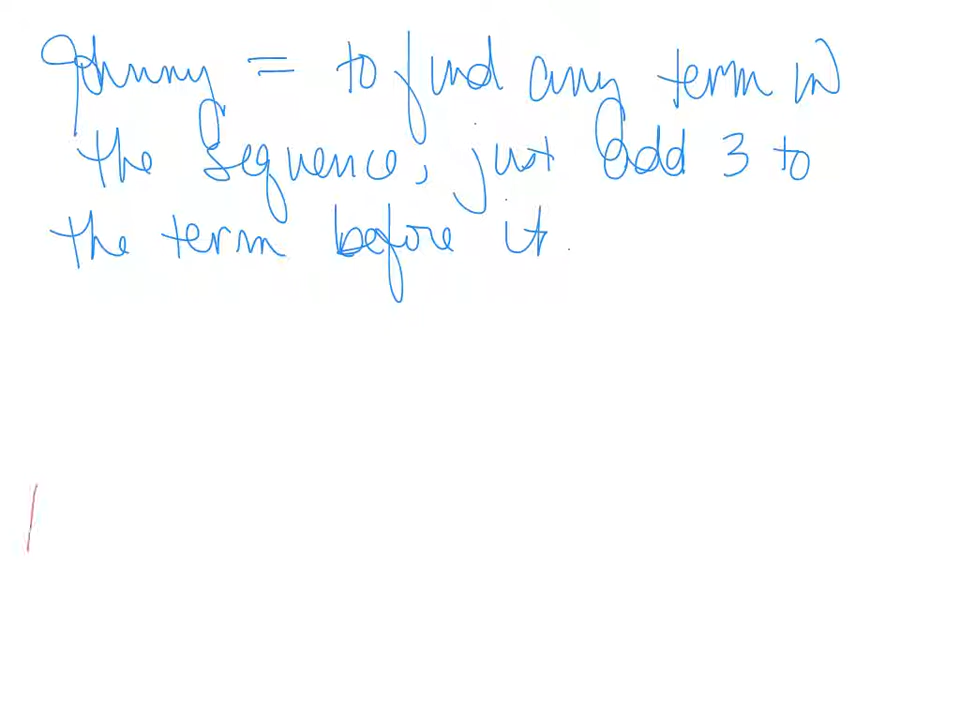 Johnny = to find any term in
the sequence, just add 3 to
the term before it.